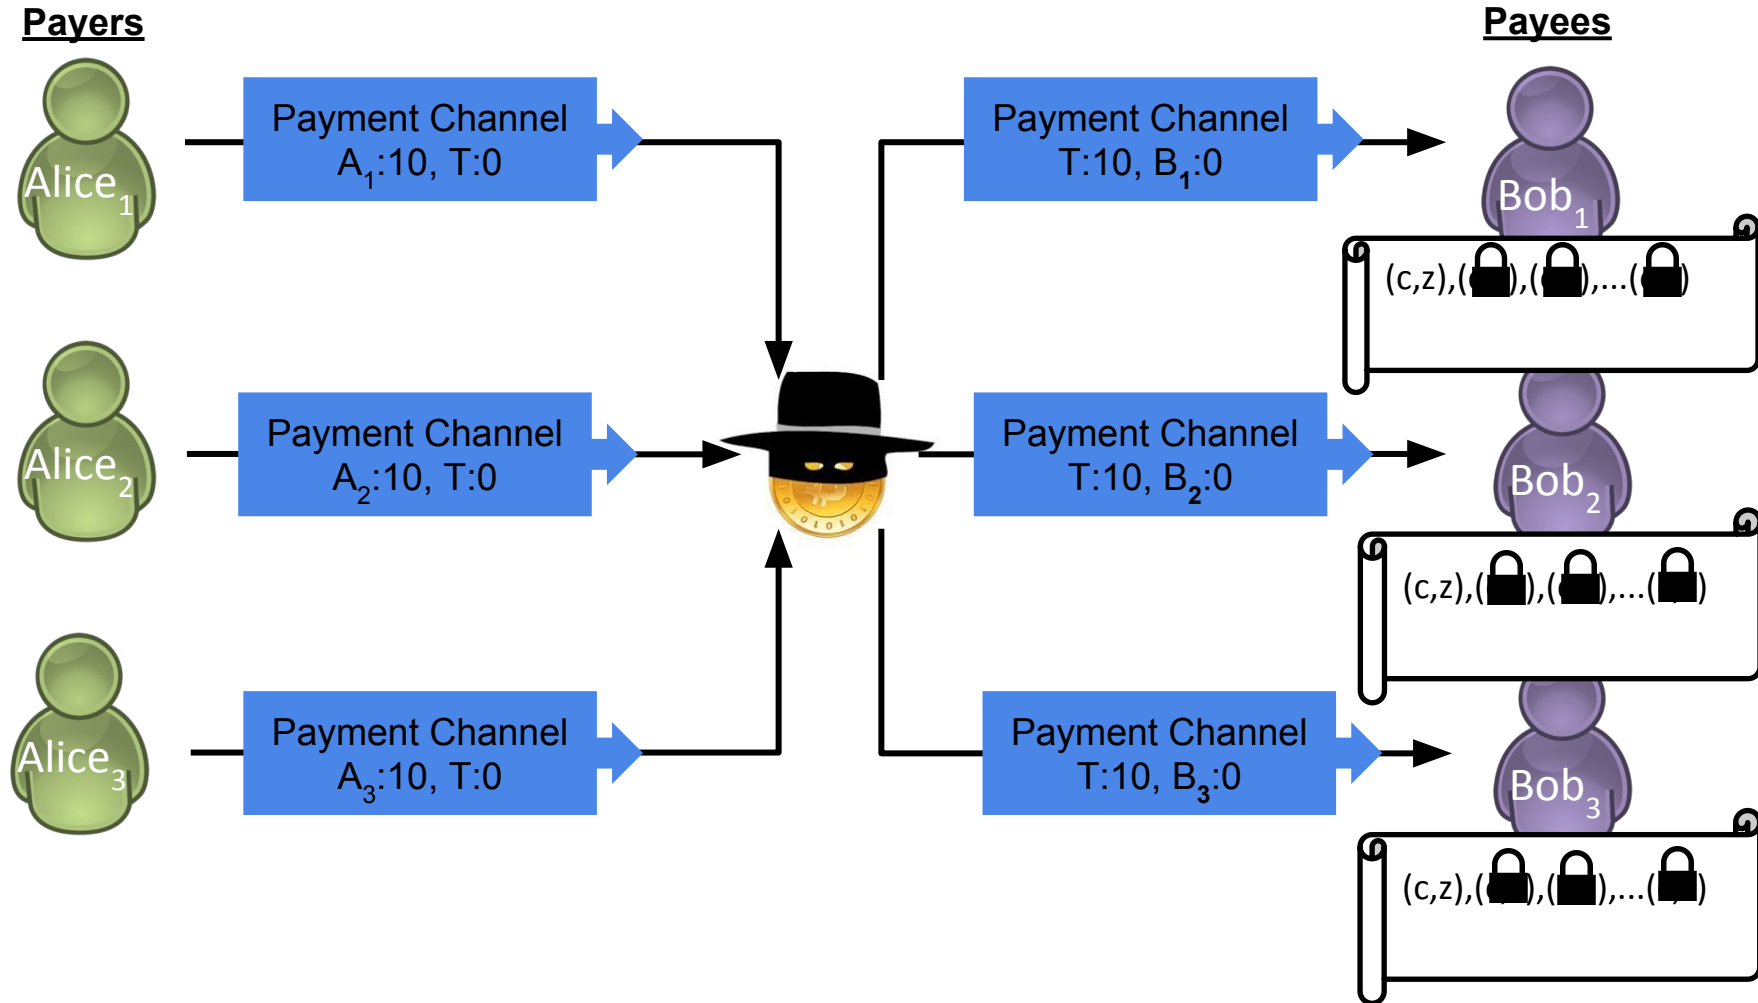 Payers
Payees
Alice₁
Payment Channel
A₁:10, T:0
Payment Channel
T:10, B₁:0
Bob₁
(c,z),( ),( ),...( )
Alice₂
Payment Channel
A₂:10, T:0
Payment Channel
T:10, B₂:0
Bob₂
(c,z),( ),( ),...( )
Alice₃
Payment Channel
A₃:10, T:0
Payment Channel
T:10, B₃:0
Bob₃
(c,z),( ),( ),...( )